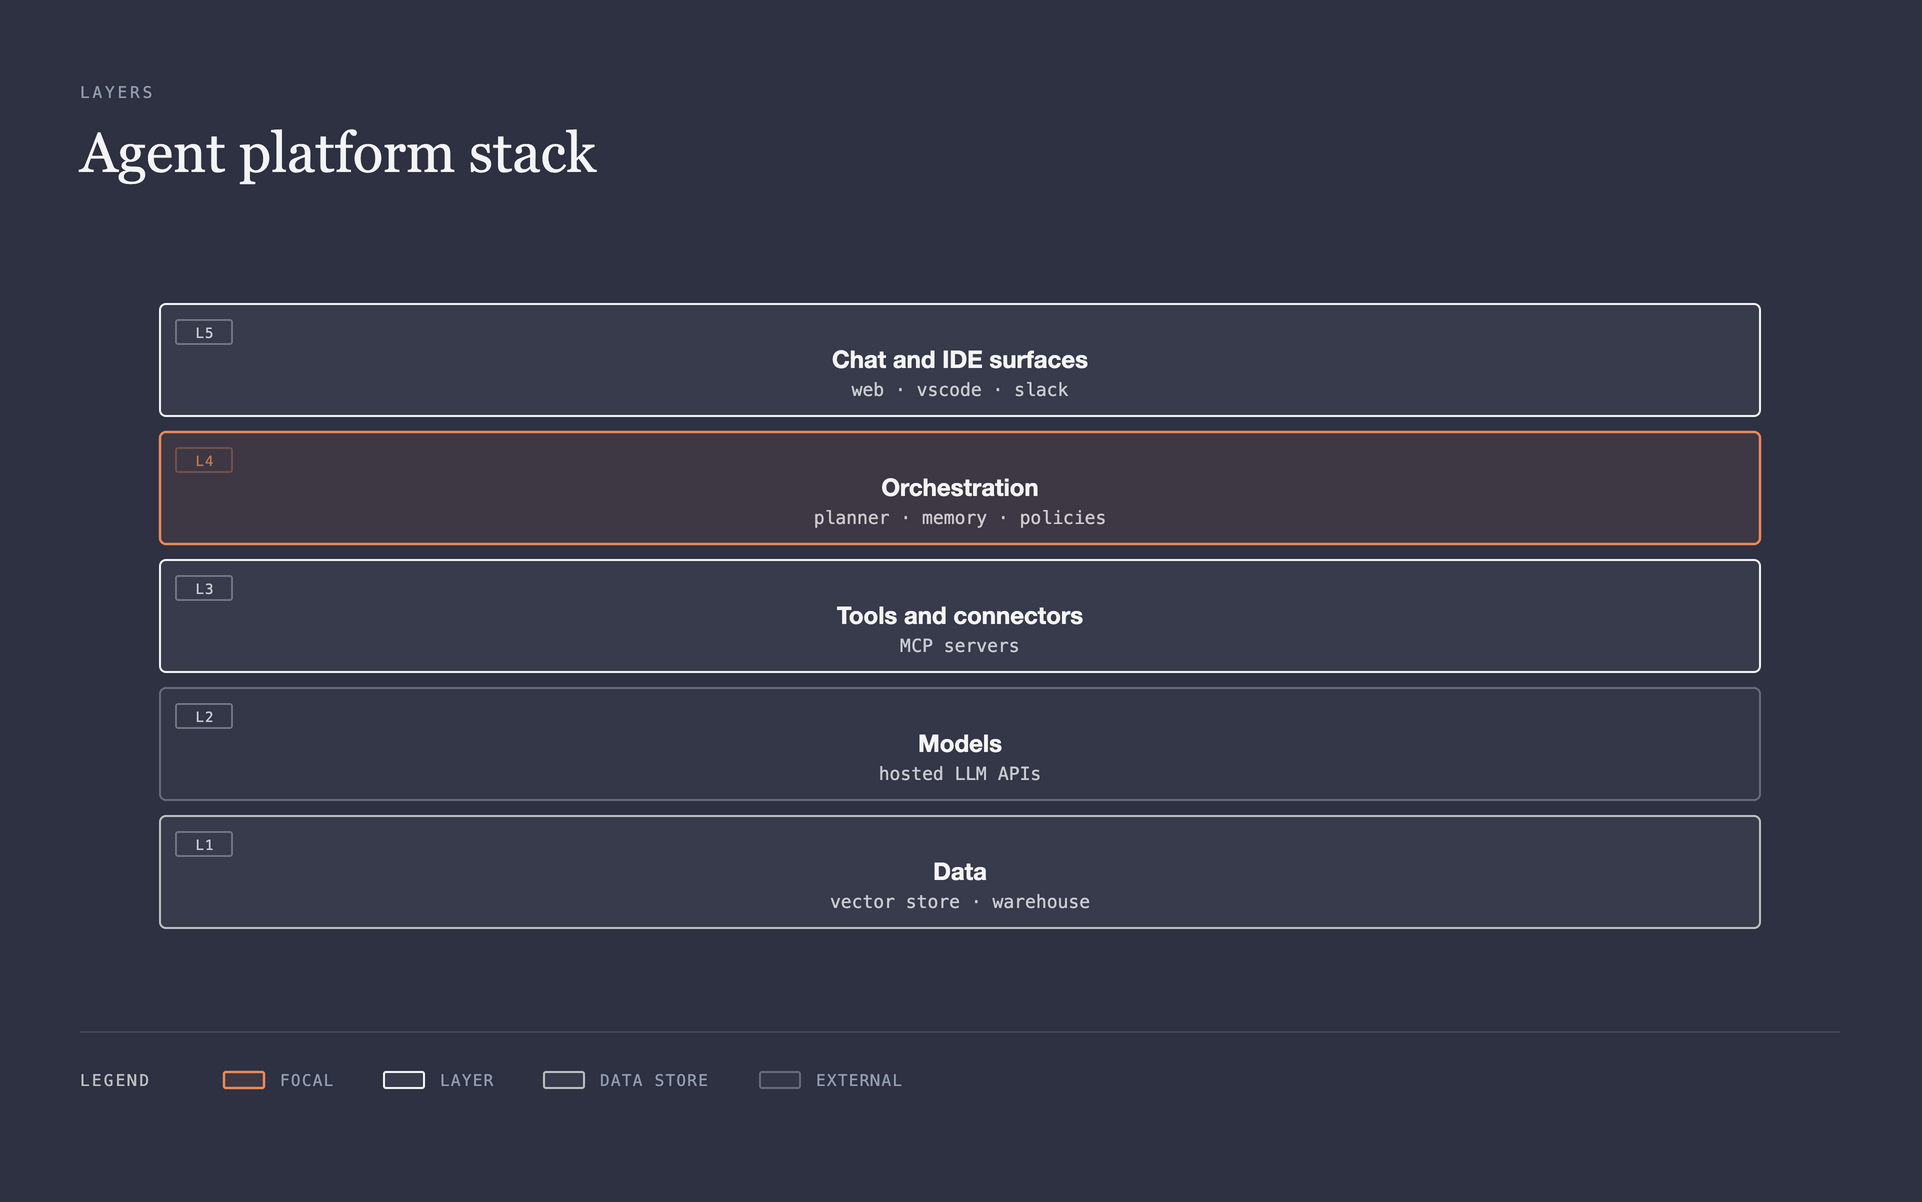 LAYERS
Agent platform stack
L5
Chat and IDE surfaces
web · vscode · slack
L4
Orchestration
planner · memory · policies
L3
Tools and connectors
MCP servers
L2
Models
hosted LLM APIs
L1
Data
vector store · warehouse
LEGEND FOCAL LAYER DATA STORE EXTERNAL